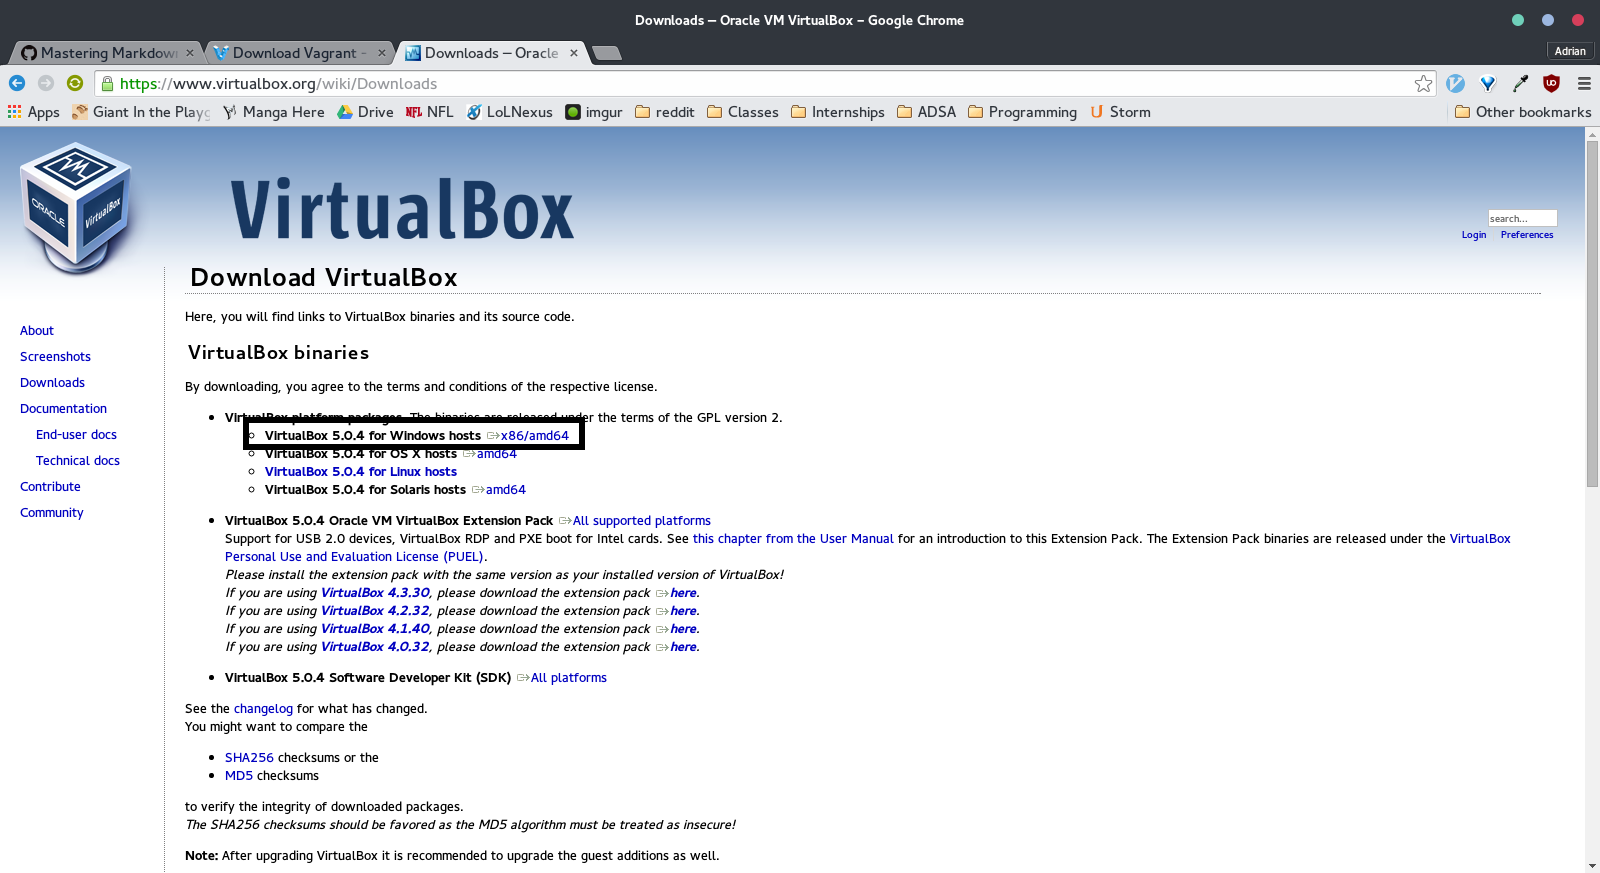 Downloads – Oracle VM VirtualBox – Google Chrome
Mastering Markdown
Download Vagrant -
Downloads – Oracle
Adrian
https://www.virtualbox.org/wiki/Downloads
Apps Giant In the Playg Manga Here Drive NFL LoLNexus imgur reddit Classes Internships ADSA Programming Storm Other bookmarks
ORACLE
VirtualBox
VirtualBox
search...
Login Preferences
About
Screenshots
Downloads
Documentation
End-user docs
Technical docs
Contribute
Community
Download VirtualBox
Here, you will find links to VirtualBox binaries and its source code.
VirtualBox binaries
By downloading, you agree to the terms and conditions of the respective license.
VirtualBox platform packages. The binaries are released under the terms of the GPL version 2.
VirtualBox 5.0.4 for Windows hosts x86/amd64
VirtualBox 5.0.4 for OS X hosts amd64
VirtualBox 5.0.4 for Linux hosts
VirtualBox 5.0.4 for Solaris hosts amd64
VirtualBox 5.0.4 Oracle VM VirtualBox Extension Pack All supported platforms
Support for USB 2.0 devices, VirtualBox RDP and PXE boot for Intel cards. See this chapter from the User Manual for an introduction to this Extension Pack. The Extension Pack binaries are released under the VirtualBox
Personal Use and Evaluation License (PUEL).
Please install the extension pack with the same version as your installed version of VirtualBox!
If you are using VirtualBox 4.3.30, please download the extension pack here.
If you are using VirtualBox 4.2.32, please download the extension pack here.
If you are using VirtualBox 4.1.40, please download the extension pack here.
If you are using VirtualBox 4.0.32, please download the extension pack here.
VirtualBox 5.0.4 Software Developer Kit (SDK) All platforms
See the changelog for what has changed.
You might want to compare the
SHA256 checksums or the
MD5 checksums
to verify the integrity of downloaded packages.
The SHA256 checksums should be favored as the MD5 algorithm must be treated as insecure!
Note: After upgrading VirtualBox it is recommended to upgrade the guest additions as well.